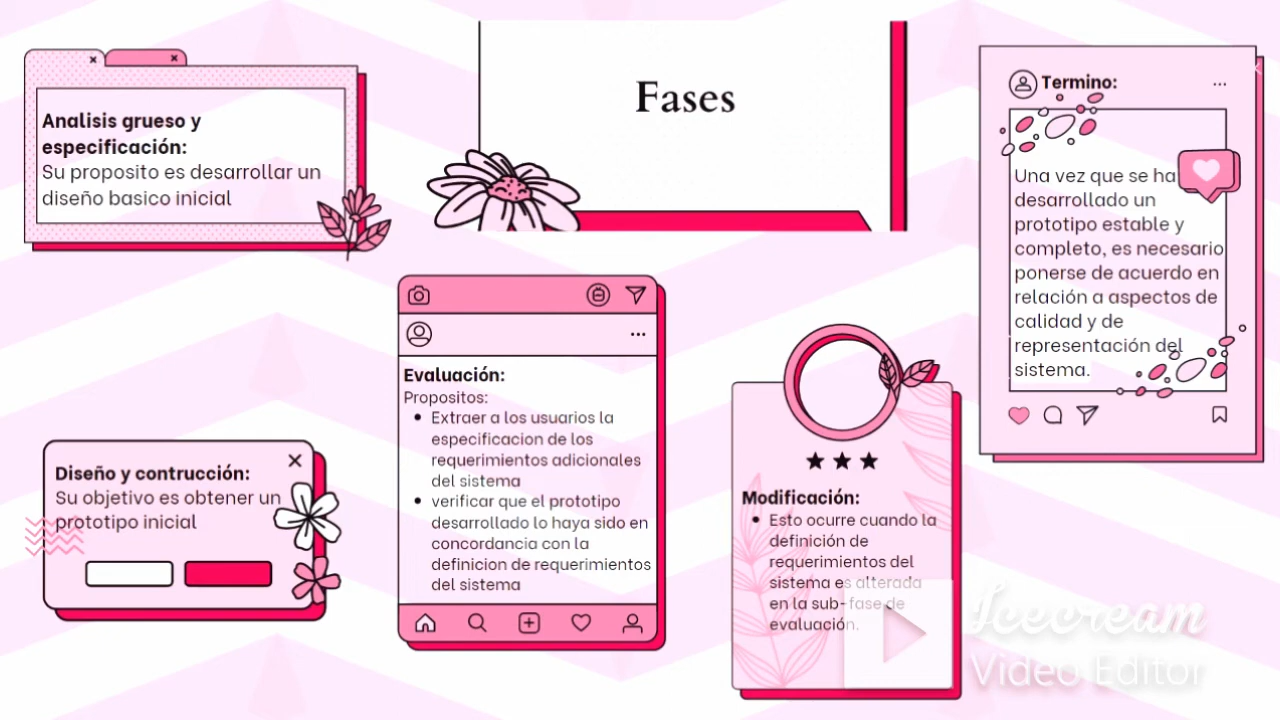 Fases
Analisis grueso y
especificación:
Su proposito es desarrollar un
diseño basico inicial
Diseño y contrucción:
Su objetivo es obtener un
prototipo inicial
Evaluación:
Propositos:
Extraer a los usuarios la
especificacion de los
requerimientos adicionales
del sistema
verificar que el prototipo
desarrollado lo haya sido en
concordancia con la
definicion de requerimientos
del sistema
Modificación:
Esto ocurre cuando la
definición de
requerimientos del
sistema es alterada
en la sub-fase de
evaluación.
Termino:
Una vez que se ha
desarrollado un
prototipo estable y
completo, es necesario
ponerse de acuerdo en
relación a aspectos de
calidad y de
representación del
sistema.
Icecream
Video Editor